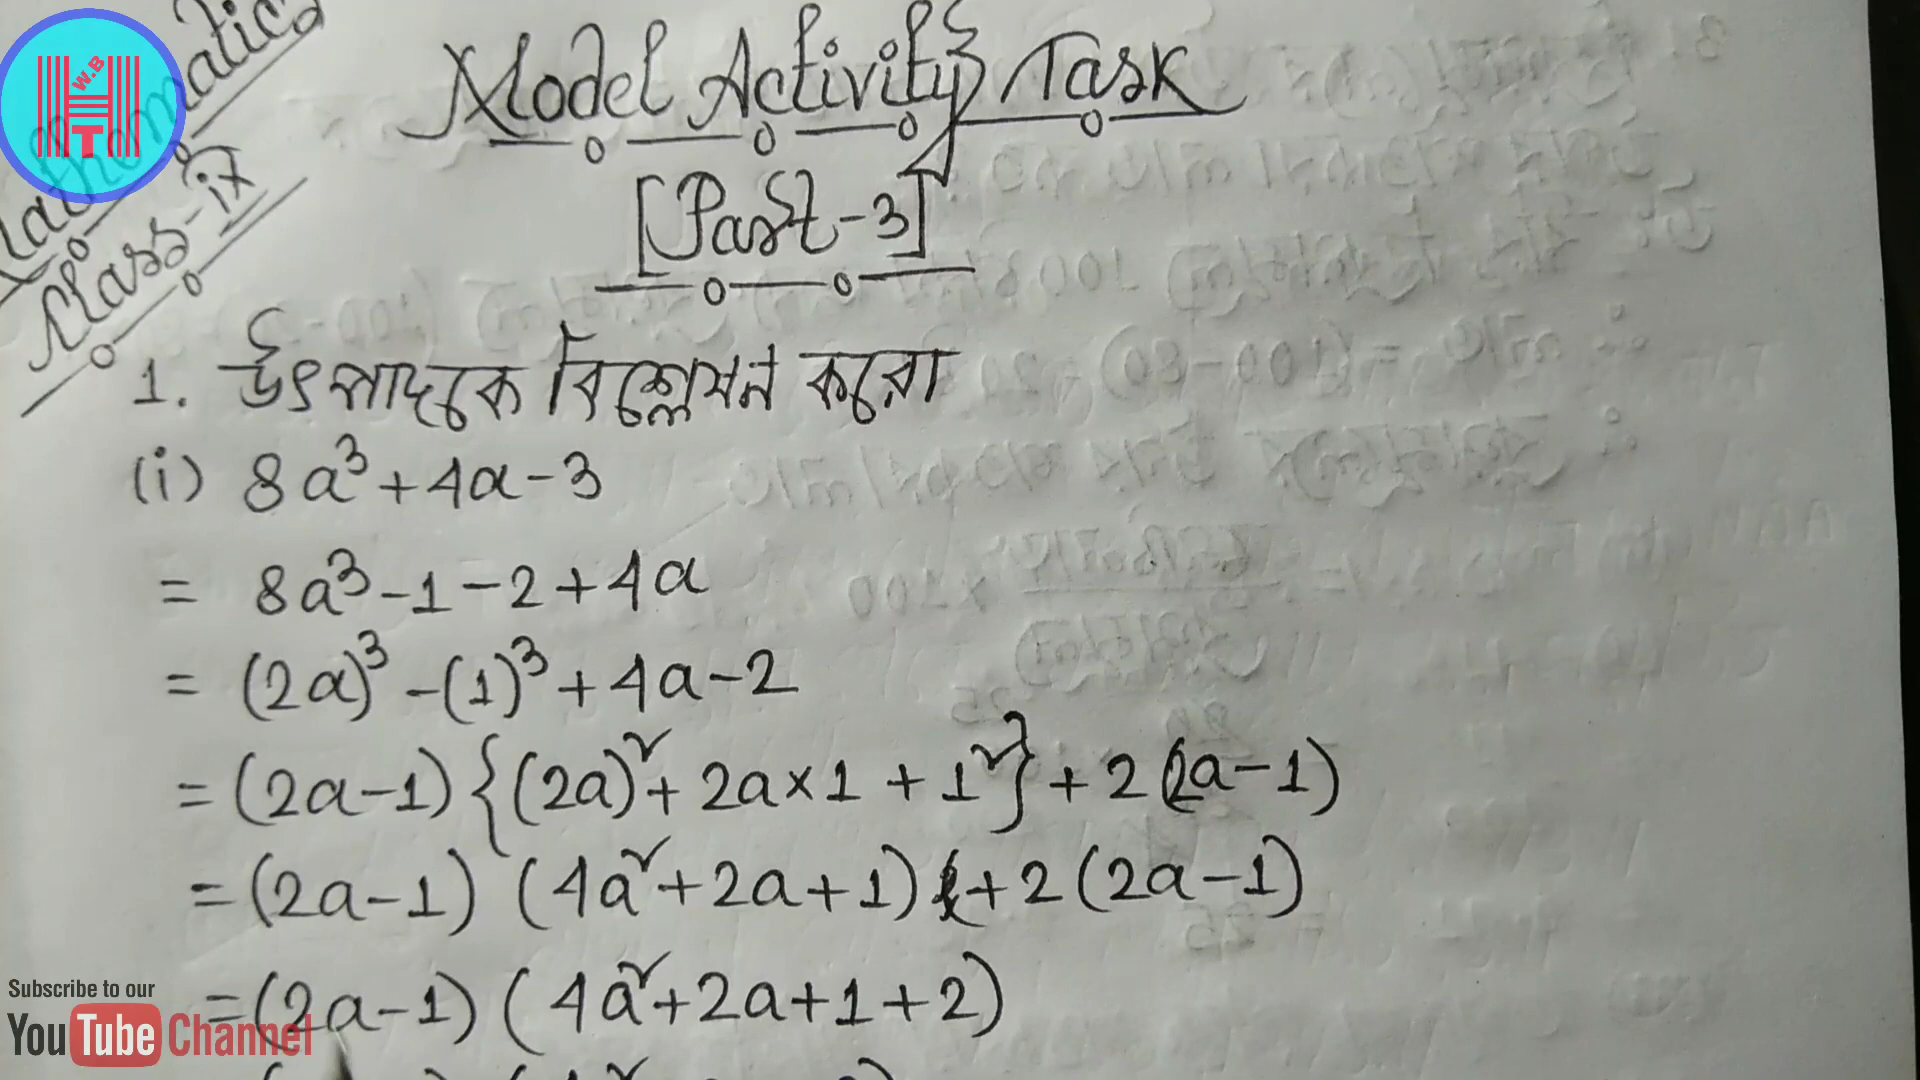 Mathematics
Class-ix
Model Activity Task
[Part-3]
1. উৎপাদকে বিশ্লেষন করো
(i) 8a³+4a-3
= 8a³-1-2+4a
= (2a)³-(1)³+4a-2
= (2a-1){(2a)²+2a×1+1²}+2(2a-1)
= (2a-1) (4a²+2a+1)+2(2a-1)
= (2a-1) (4a²+2a+1+2)
W.B
HT
Subscribe to our
YouTube Channel